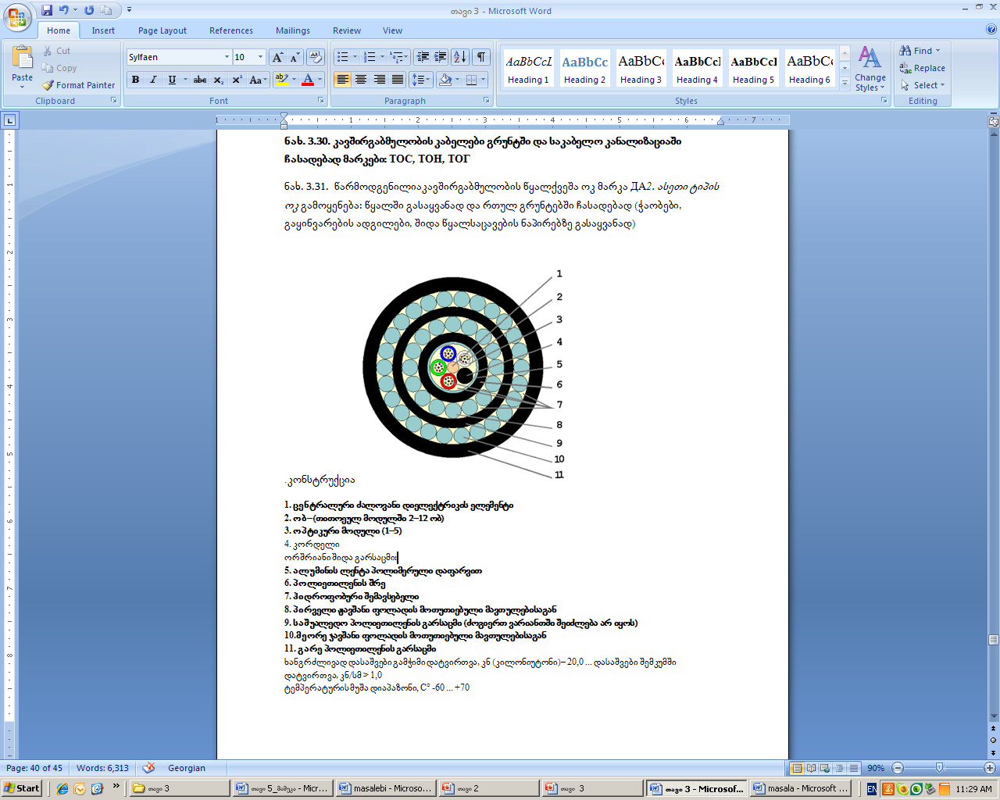 თავი 3 - Microsoft Word
Home Insert Page Layout References Mailings Review View
Paste
Cut
Copy
Format Painter
Clipboard
Sylfaen 10
Font
Paragraph
AaBbCcI AaBbCc AaBbCc AaBbCcI AaBbCcI AaBbCc
Heading 1 Heading 2 Heading 3 Heading 4 Heading 5 Heading 6
Change Styles
Styles
Find
Replace
Select
Editing
ნახ. 3.30. კავშირგაბმულობის კაბელები გრუნტში და საკაბელო კანალიზაციაში
ჩასადებად მარკები: ТОС, ТОН, ТОГ
ნახ. 3.31. წარმოდგენილიაკავშირგაბმულობის წყალქვეშა ოკ მარკა ДА2. ასეთი ტიპის
ოკ გამოყენება: წყალში გასაყვანად და რთულ გრუნტებში ჩასადებად (ჭაობები,
გაყინვარების ადგილები, შიდა წყალსაცავების ნაპირებზე გასაყვანად)
1
2
3
4
5
6
7
8
9
10
11
.კონსტრუქცია
1. ცენტრალური ძალოვანი დიელექტრიკის ელემენტი
2. ობ–(თითოეულ მოდულში 2–12 ობ)
3. ოპტიკური მოდული (1–5)
4. კორდელი
ორშრიანი შიდა გარსაცმი:
5. ალუმინის ლენტა პოლიმერული დაფარვით
6. პოლიეთილენის შრე
7. ჰიდროფობური შემავსებელი
8. პირველი ჟავშანი ფოლადის მოთუთიებული მავთულებისაგან
9. საშუალედო პოლიეთილენის გარსაცმი (ძოგიერთ ვარიანთში შეიძლება არ იყოს)
10.მეორე ჯავშანი ფოლადის მოთუთიებული მავთულებისაგან
11. გარე პოლიეთილენის გარსაცმი
ხანგრძლივად დასაშვები გამჭიმი დატვირთვა, კნ (კილონიუტონი)– 20,0 ... დასაშვები შემკუმში
დატვირთვა, კნ/სმ > 1,0
ტემპერატურის მუშა დიაპაზონი, C° -60 ... +70
Page: 40 of 45 Words: 6,313 Georgian 90%
Start თავი 3 თავი 5_მამუკა - Micr... masalebi - Microso... თავი 2 თავი 3 თავი 3 - Microsof... masala - Microsoft ... EN 11:29 AM